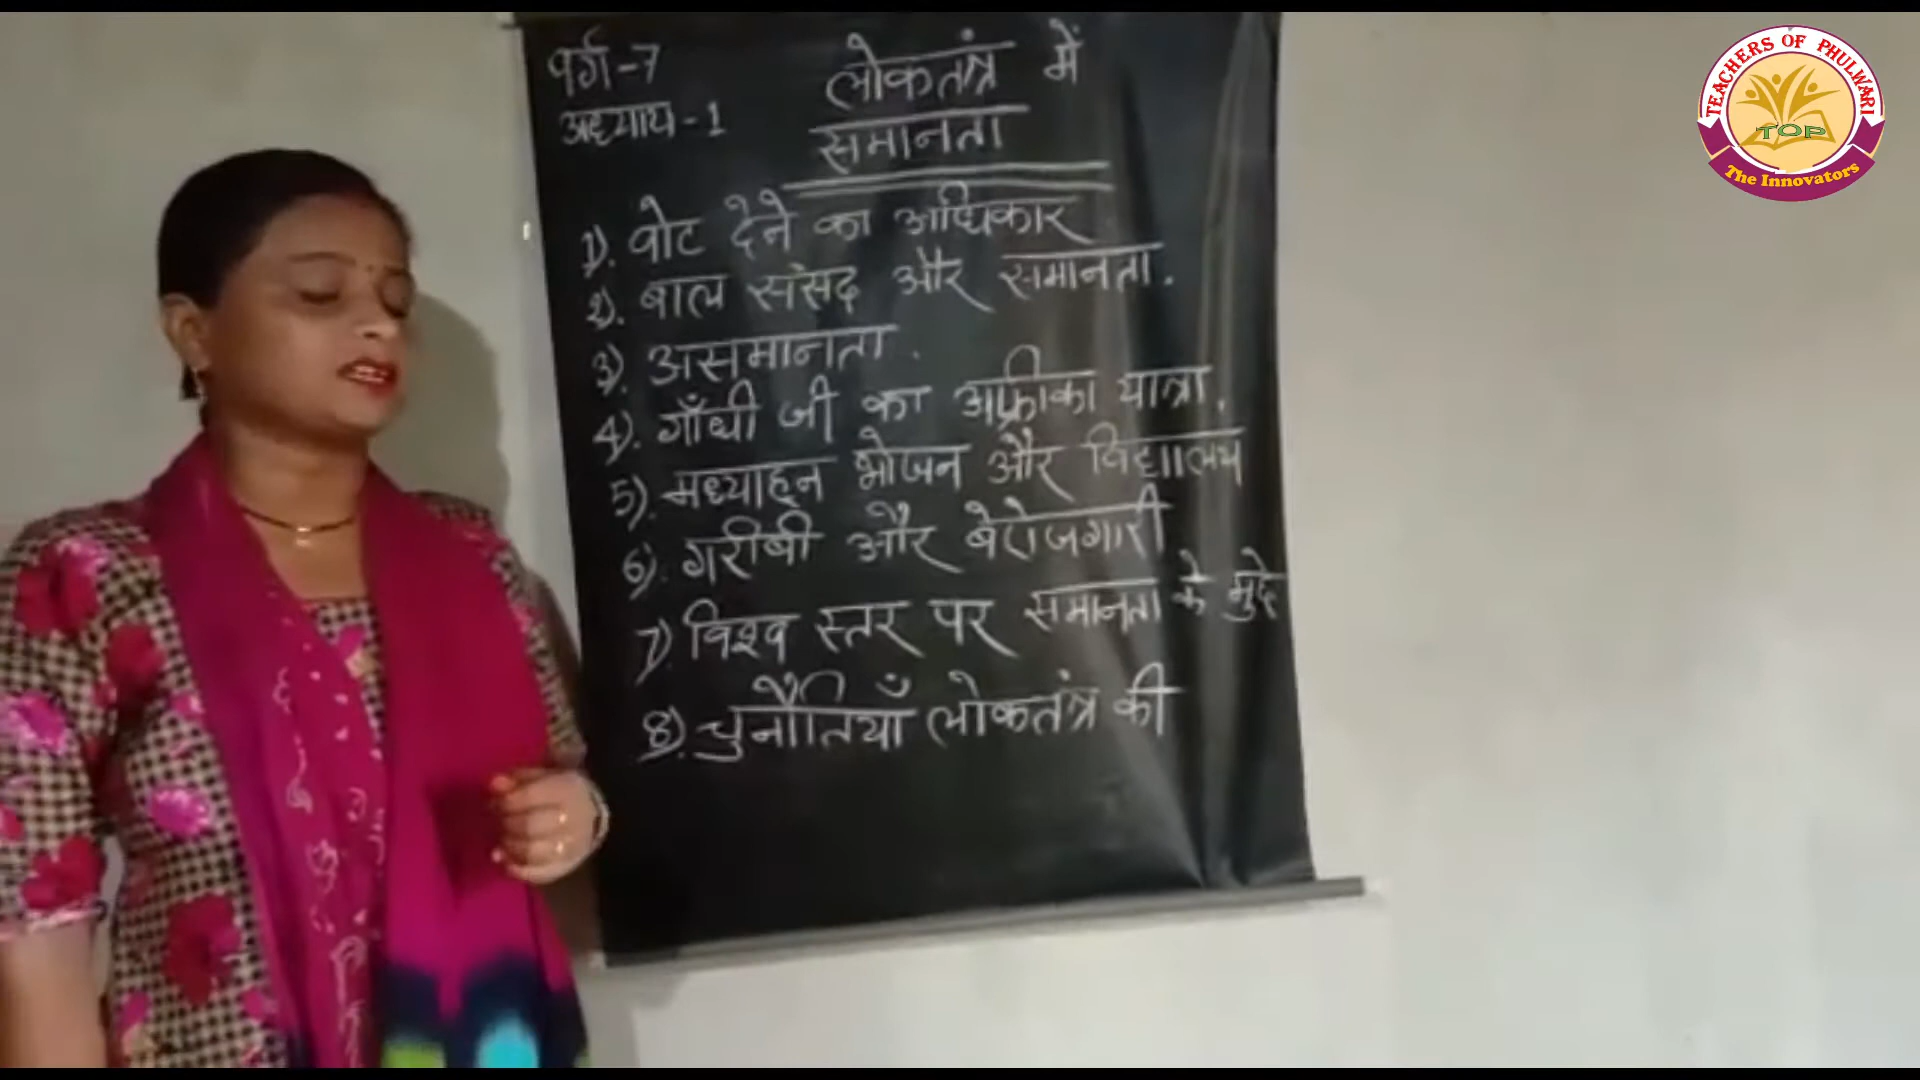 वर्ग-7
अध्याय-1
लोकतंत्र में
समानता
1). वोट देने का अधिकार
2). बाल संसद और समानता.
3). असमानता.
4). गाँधी जी का अफ्रीका यात्रा.
5). मध्याहन भोजन और विद्यालय
6). गरीबी और बेरोजगारी
7) विश्व स्तर पर समानता के मुद्दे
8). चुनौतियाँ लोकतंत्र की
TEACHERS OF PHULWARI
TOP
The Innovators